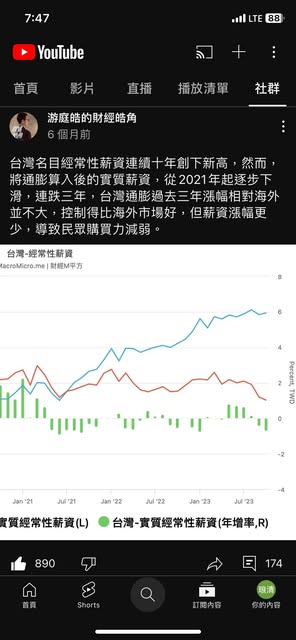 7:47
LTE 88
YouTube
首頁 影片 直播 播放清單 社群
游庭皓的財經皓角
6 個月前
台灣名目經常性薪資連續十年創下新高，然而，
將通膨算入後的實質薪資，從2021年起逐步下
滑，連跌三年，台灣通膨過去三年漲幅相對海外
並不大，控制得比海外市場好，但薪資漲幅更
少，導致民眾購買力減弱。
台灣-經常性薪資
MacroMicro.me | 財經M平方
8
6
4
2
0
-2
-4
Percent, TWD
Jan '21 Jul '21 Jan '22 Jul '22 Jan '23 Jul '23
實質經常性薪資(L) 台灣-實質經常性薪資(年增率,R)
890 174
首頁 Shorts 訂閱內容 你的內容